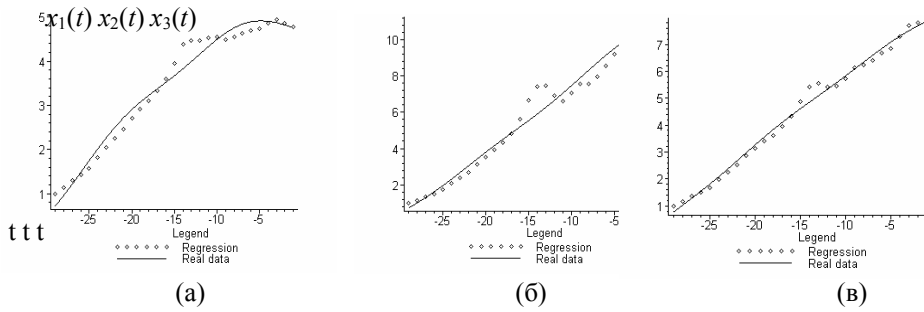 x₁(t) x₂(t) x₃(t)
5
4
3
2
1
-25 -20 -15 -10 -5
10
8
6
4
2
-25 -20 -15 -10 -5
7
6
5
4
3
2
1
-25 -20 -15 -10 -5
t t t
Legend
Regression
Real data
Legend
Regression
Real data
Legend
Regression
Real data
(а) (б) (в)